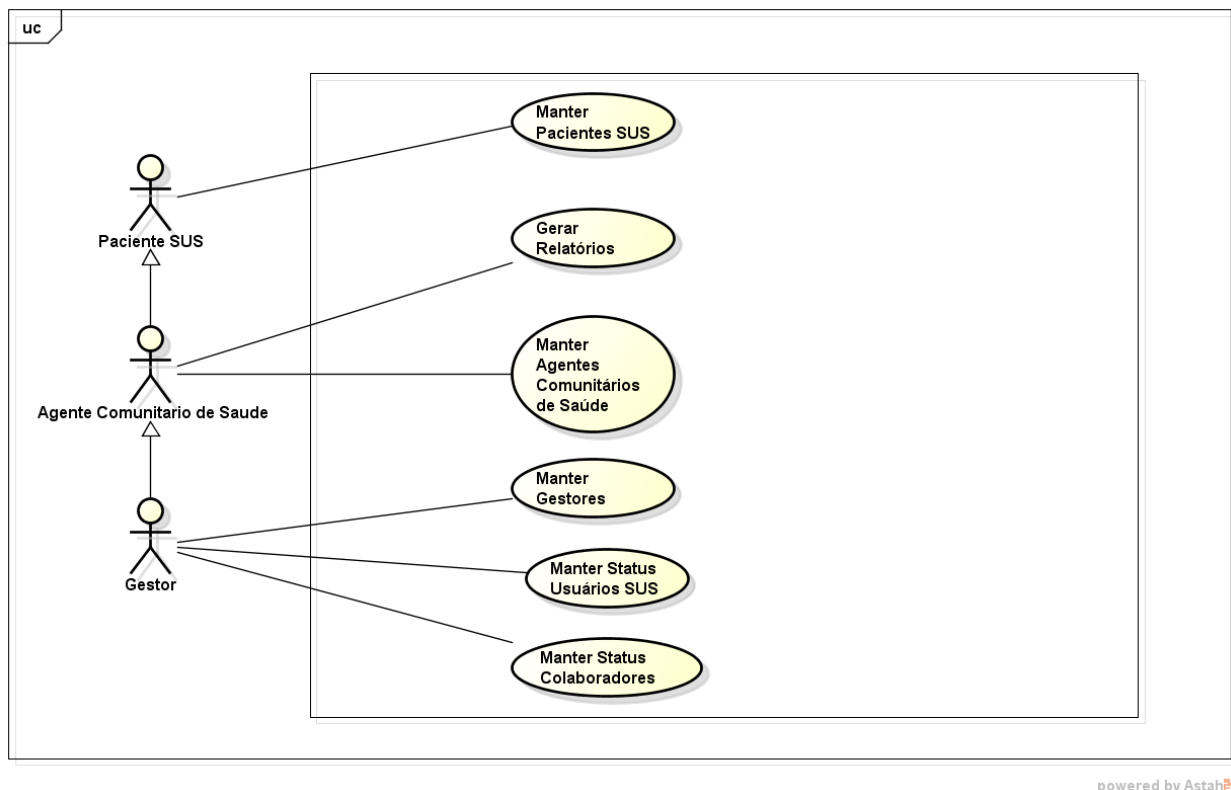 uc
Manter
Pacientes SUS
Paciente SUS
Gerar
Relatórios
Manter
Agentes
Comunitários
de Saúde
Agente Comunitario de Saude
Manter
Gestores
Gestor
Manter Status
Usuários SUS
Manter Status
Colaboradores
powered by Astah